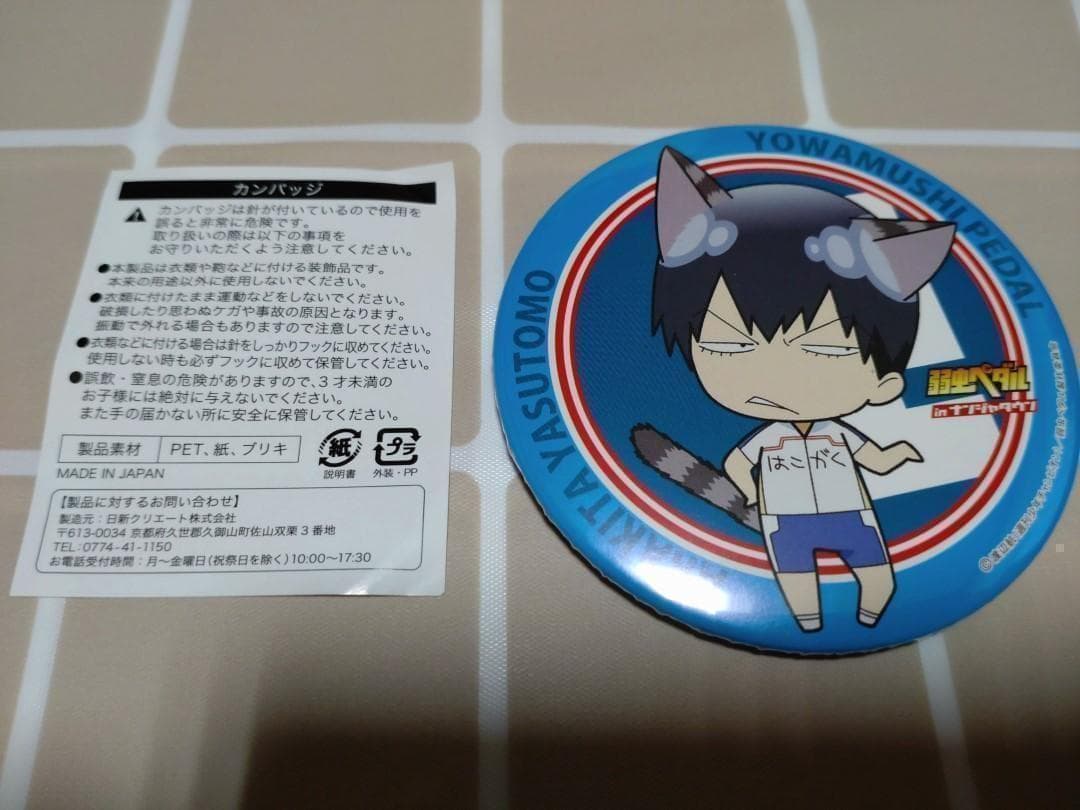 カンバッジ
カンバッジは針が付いているので使用を
誤ると非常に危険です。
取り扱いの際は以下の事項を
お守りいただくよう注意してください。
●本製品は衣類や鞄などに付ける装飾品です。
本来の用途以外に使用しないでください。
●衣類に付けたまま運動などをしないでください。
破損したり思わぬケガや事故の原因となります。
振動で外れる場合もありますので注意してください。
●衣類などに付ける場合は針をしっかりフックに収めてください。
使用しない時も必ずフックに収めて保管してください。
●誤飲・窒息の危険がありますので、3才未満の
お子様には絶対に与えないでください。
また手の届かない所に安全に保管してください。
製品素材 PET、紙、ブリキ
紙
説明書
プラ
外装・PP
MADE IN JAPAN
【製品に対するお問い合わせ】
製造元：日新クリエート株式会社
〒613-0034 京都府久世郡久御山町佐山双栗3番地
TEL：0774-41-1150
お電話受付時間：月～金曜日(祝祭日を除く)10:00～17:30
YOWAMUSHI PEDAL
YASUTOMO
はこがく
弱虫ペダル
in ナンジャタウン